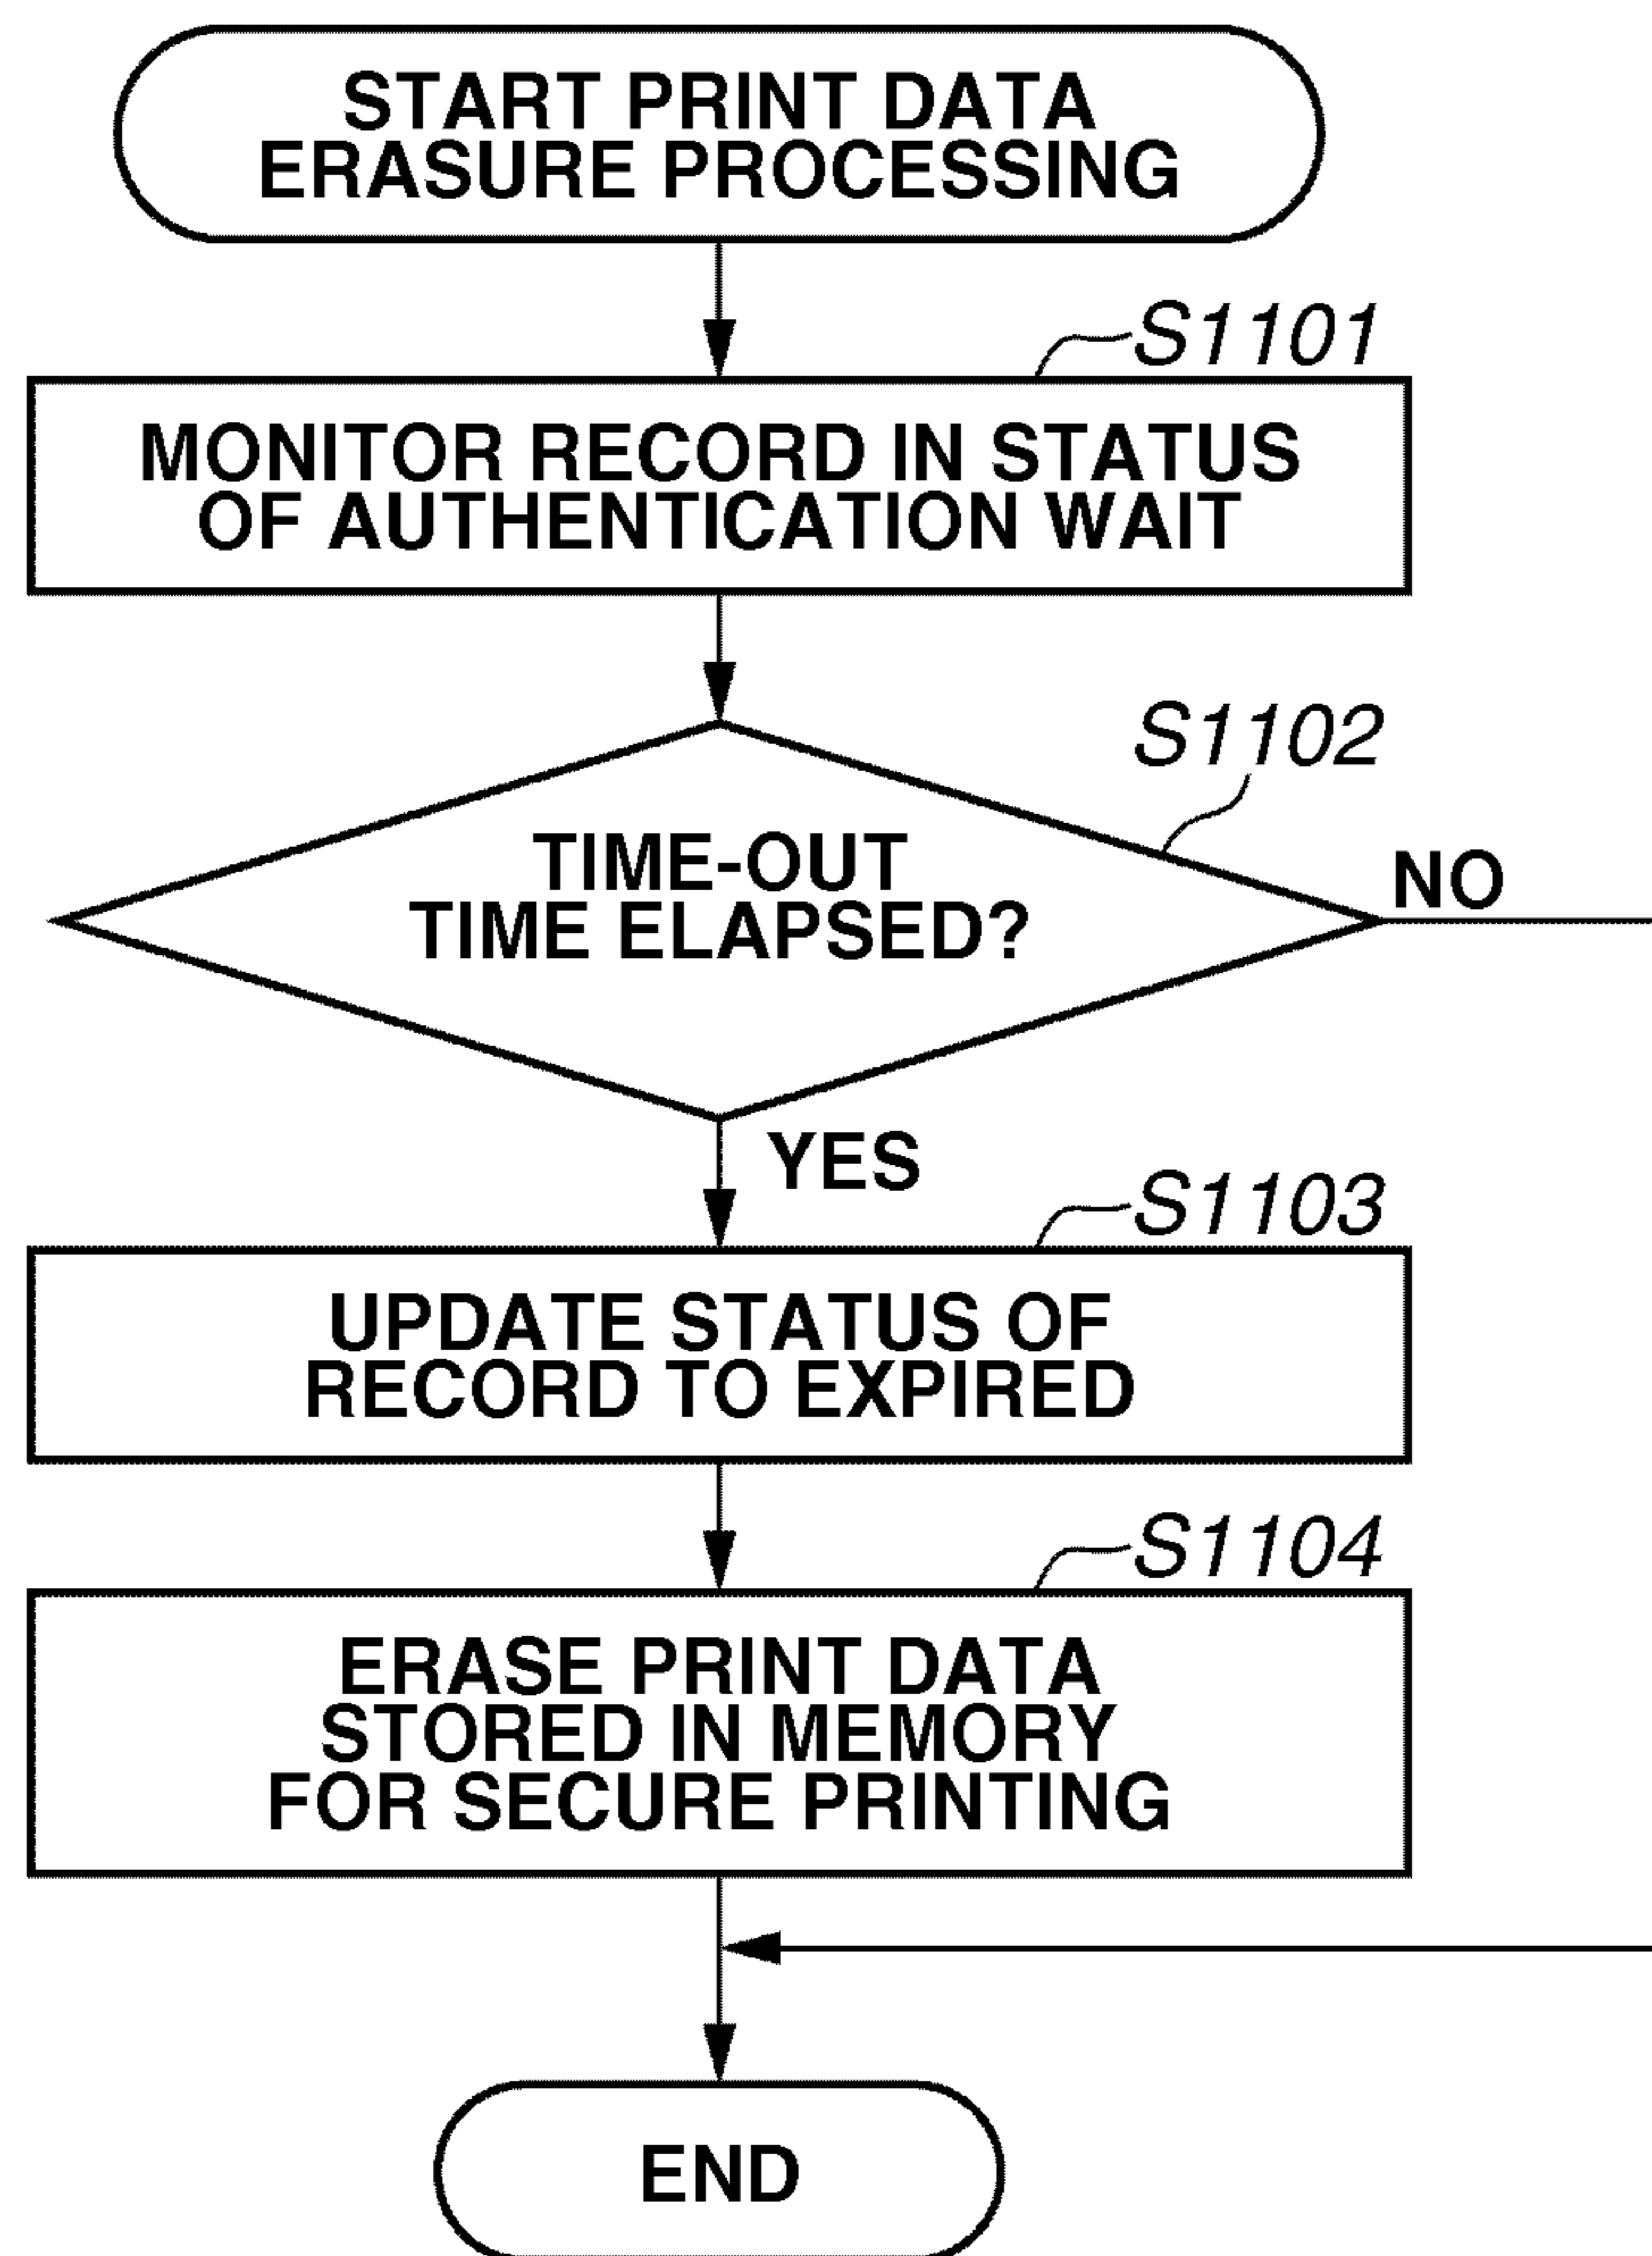 START PRINT DATA
ERASURE PROCESSING
S1101
MONITOR RECORD IN STATUS
OF AUTHENTICATION WAIT
S1102
TIME-OUT
TIME ELAPSED?
NO
YES
S1103
UPDATE STATUS OF
RECORD TO EXPIRED
S1104
ERASE PRINT DATA
STORED IN MEMORY
FOR SECURE PRINTING
END